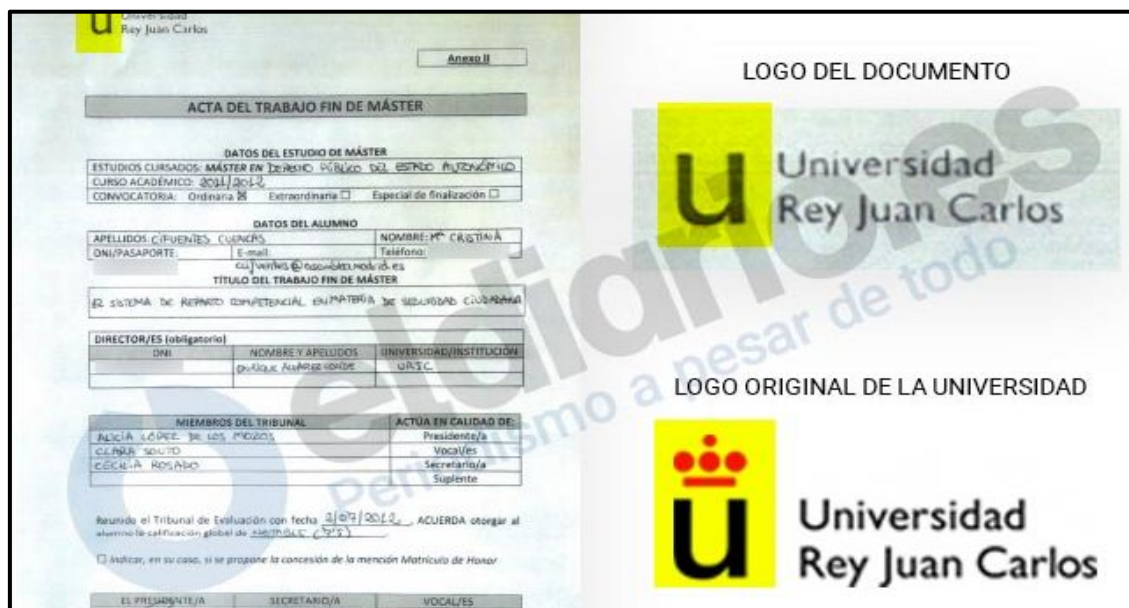 u Universidad
Rey Juan Carlos
Anexo II
ACTA DEL TRABAJO FIN DE MÁSTER
DATOS DEL ESTUDIO DE MÁSTER
ESTUDIOS CURSADOS: MÁSTER EN DERECHO PÚBLICO DEL ESTADO AUTONÓMICO
CURSO ACADÉMICO: 2011/2012
CONVOCATORIA: Ordinaria ☒ Extraordinaria ☐ Especial de finalización ☐
DATOS DEL ALUMNO
APELLIDOS: CIFUENTES CUENCAS NOMBRE: Mª CRISTINA
DNI/PASAPORTE: E-mail: Teléfono:
TÍTULO DEL TRABAJO FIN DE MÁSTER
EL SISTEMA DE REPARTO COMPETENCIAL EN MATERIA DE SEGURIDAD CIUDADANA
DIRECTOR/ES (obligatorio)
DNI NOMBRE Y APELLIDOS UNIVERSIDAD/INSTITUCIÓN
ENRIQUE ÁLVAREZ CONDE URJC
MIEMBROS DEL TRIBUNAL ACTÚA EN CALIDAD DE:
ALICIA LÓPEZ DE LOS MOZOS Presidente/a
CLARA SOUTO Vocal/es
CECILIA ROSADO Secretario/a
Suplente
Reunido el Tribunal de Evaluación con fecha 2/07/2012, ACUERDA otorgar al
alumno la calificación global de NOTABLE (7'5)
☐ Indicar, en su caso, si se propone la concesión de la mención Matrícula de Honor
EL PRESIDENTE/A SECRETARIO/A VOCAL/ES
LOGO DEL DOCUMENTO
u Universidad
Rey Juan Carlos
LOGO ORIGINAL DE LA UNIVERSIDAD
u Universidad
Rey Juan Carlos
eldiario.es
Periodismo a pesar de todo